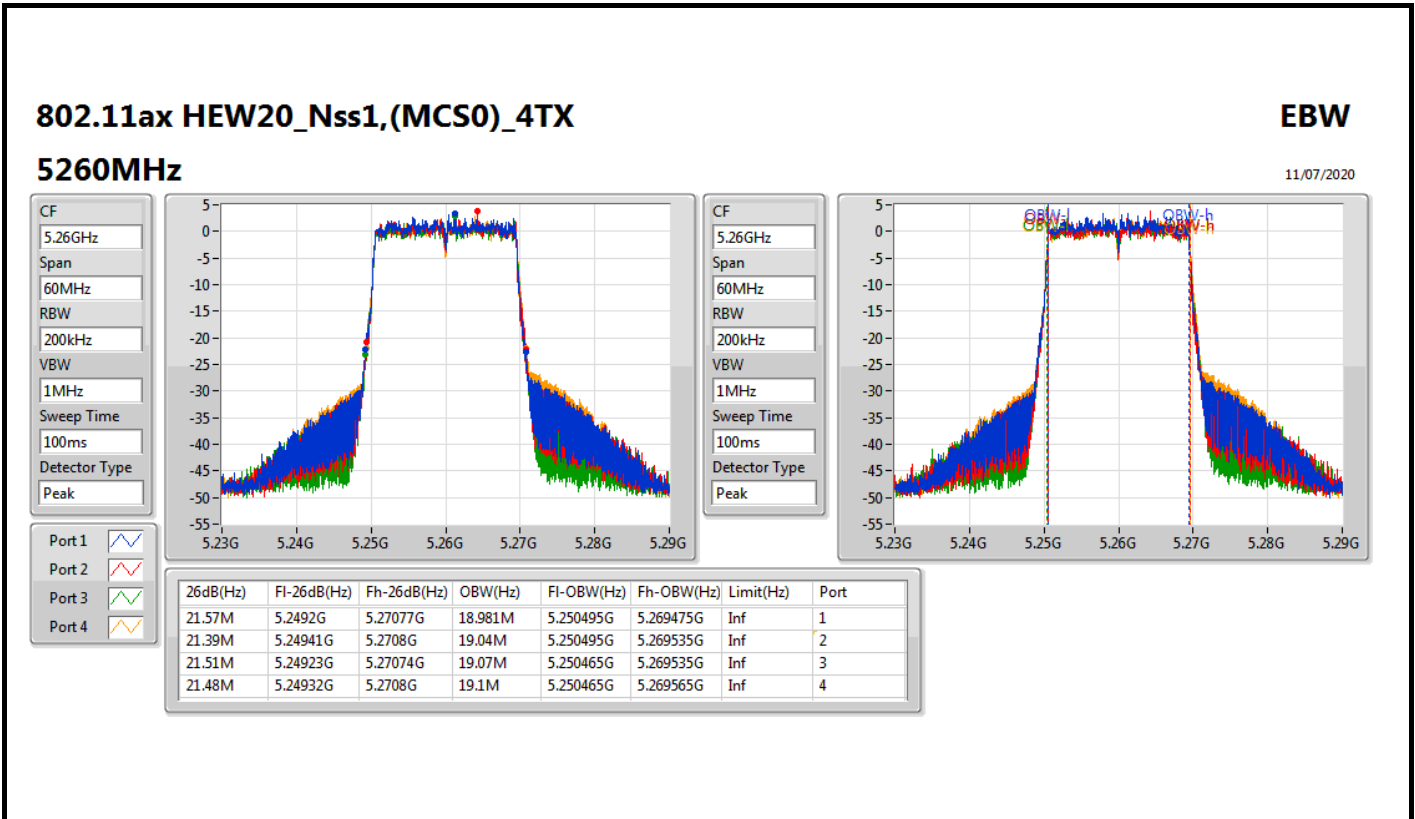 802.11ax HEW20_Nss1,(MCS0)_4TX EBW
5260MHz 11/07/2020
CF
5.26GHz
Span
60MHz
RBW
200kHz
VBW
1MHz
Sweep Time
100ms
Detector Type
Peak
5
0
-5
-10
-15
-20
-25
-30
-35
-40
-45
-50
-55
5.23G 5.24G 5.25G 5.26G 5.27G 5.28G 5.29G
CF
5.26GHz
Span
60MHz
RBW
200kHz
VBW
1MHz
Sweep Time
100ms
Detector Type
Peak
5
0
-5
-10
-15
-20
-25
-30
-35
-40
-45
-50
-55
OBW-l OBW-h
OBW-h
5.23G 5.24G 5.25G 5.26G 5.27G 5.28G 5.29G
Port 1
Port 2
Port 3
Port 4
26dB(Hz) Fl-26dB(Hz) Fh-26dB(Hz) OBW(Hz) Fl-OBW(Hz) Fh-OBW(Hz) Limit(Hz) Port
21.57M 5.2492G 5.27077G 18.981M 5.250495G 5.269475G Inf 1
21.39M 5.24941G 5.2708G 19.04M 5.250495G 5.269535G Inf 2
21.51M 5.24923G 5.27074G 19.07M 5.250465G 5.269535G Inf 3
21.48M 5.24932G 5.2708G 19.1M 5.250465G 5.269565G Inf 4